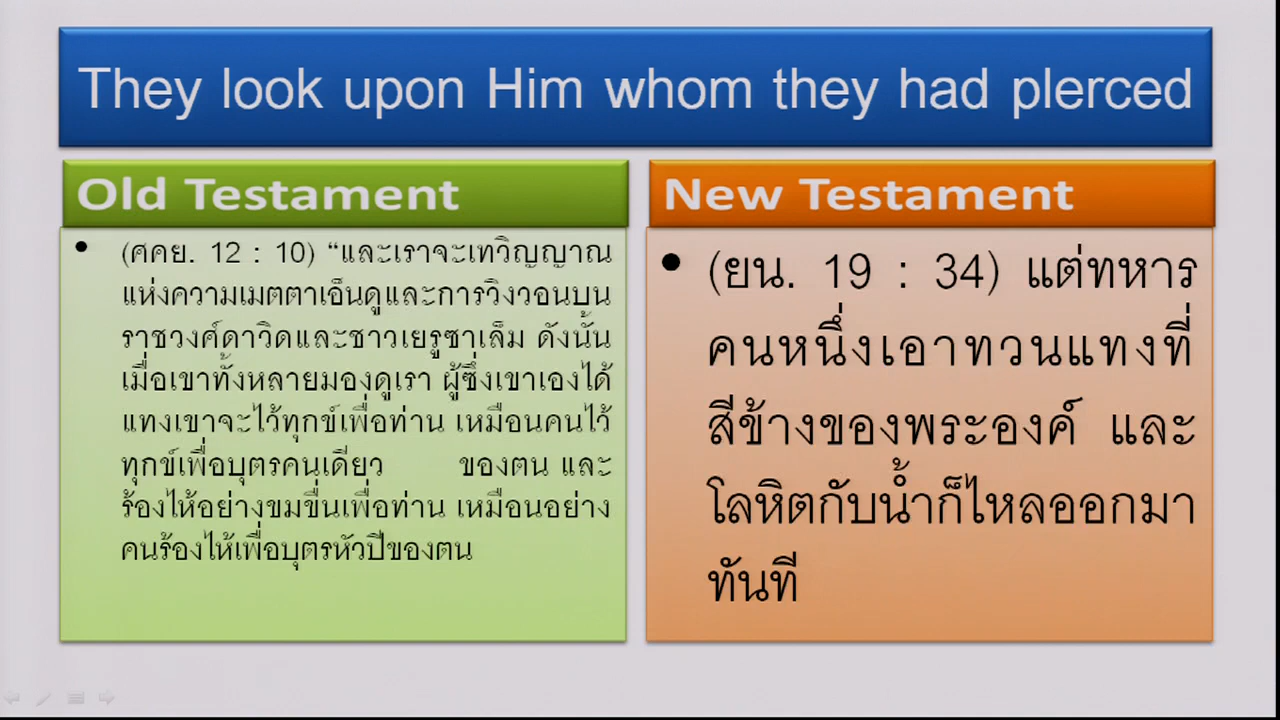 They look upon Him whom they had plerced
Old Testament
• (ศคย. 12 : 10) “และเราจะเทวิญญาณ
แห่งความเมตตาเอ็นดูและการวิงวอนบน
ราชวงศ์ดาวิดและชาวเยรูซาเล็ม ดังนั้น
เมื่อเขาทั้งหลายมองดูเรา ผู้ซึ่งเขาเองได้
แทงเขาจะไว้ทุกข์เพื่อท่าน เหมือนคนไว้
ทุกข์เพื่อบุตรคนเดียว ของตน และ
ร้องไห้อย่างขมขื่นเพื่อท่าน เหมือนอย่าง
คนร้องไห้เพื่อบุตรหัวปีของตน
New Testament
• (ยน. 19 : 34) แต่ทหาร
คนหนึ่งเอาทวนแทงที่
สีข้างของพระองค์ และ
โลหิตกับน้ำก็ไหลออกมา
ทันที